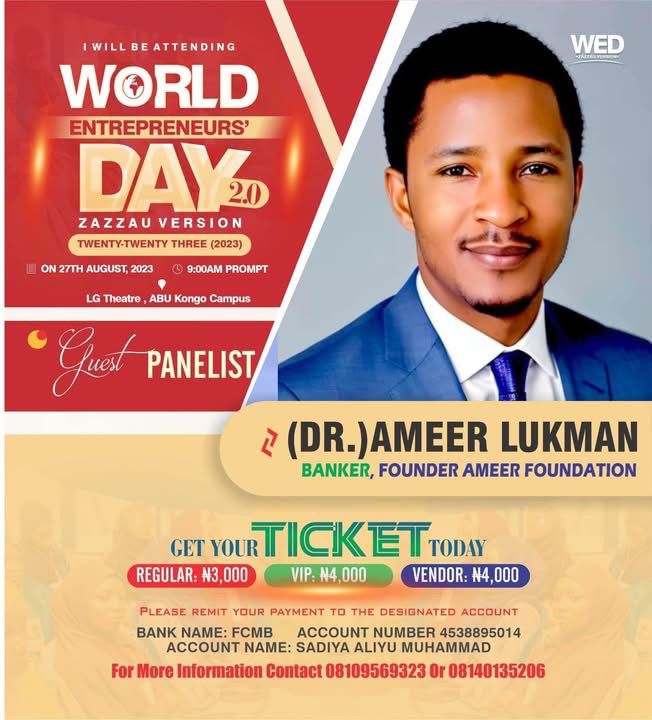 I WILL BE ATTENDING
WORLD
ENTREPRENEURS'
DAY 2.0
ZAZZAU VERSION
TWENTY-TWENTY THREE (2023)
ON 27TH AUGUST, 2023 9:00AM PROMPT
LG Theatre , ABU Kongo Campus
WED
ZAZZAU VERSION
Guest PANELIST
(DR.)AMEER LUKMAN
BANKER, FOUNDER AMEER FOUNDATION
GET YOUR TICKET TODAY
REGULAR: ₦3,000 VIP: ₦4,000 VENDOR: ₦4,000
PLEASE REMIT YOUR PAYMENT TO THE DESIGNATED ACCOUNT
BANK NAME: FCMB ACCOUNT NUMBER 4538895014
ACCOUNT NAME: SADIYA ALIYU MUHAMMAD
For More Information Contact 08109569323 Or 08140135206